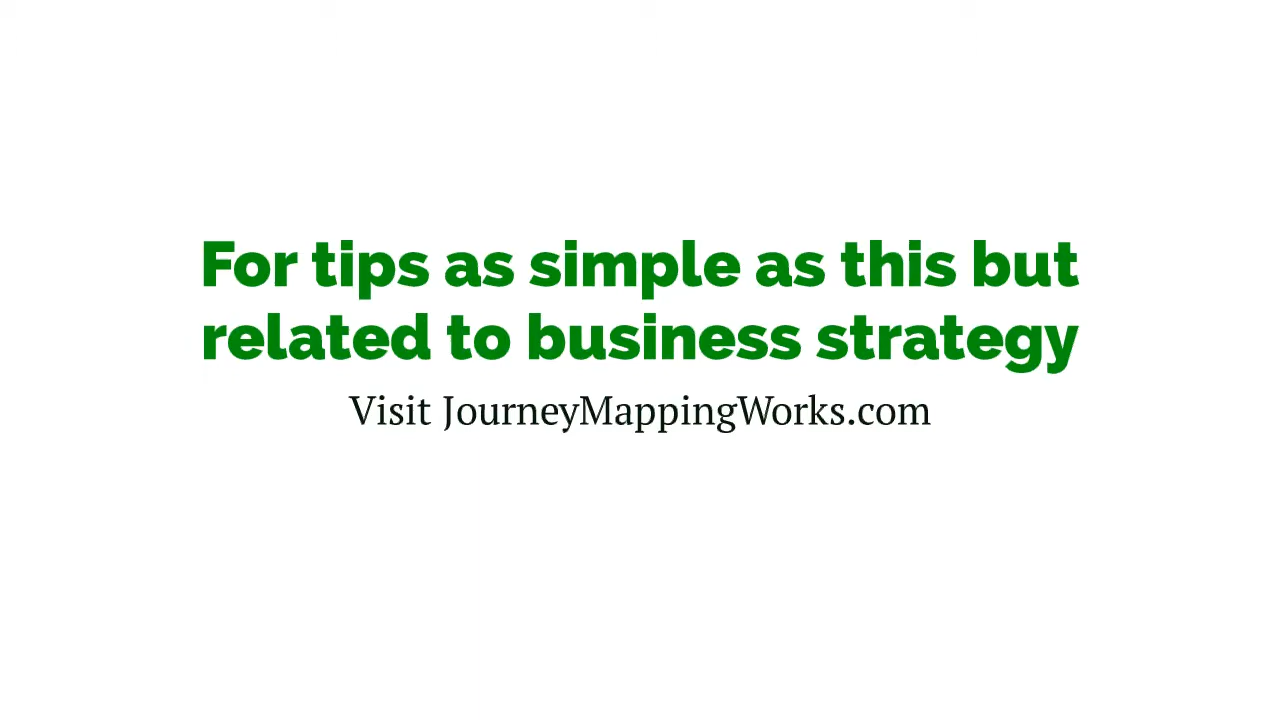 For tips as simple as this but
related to business strategy
Visit JourneyMappingWorks.com